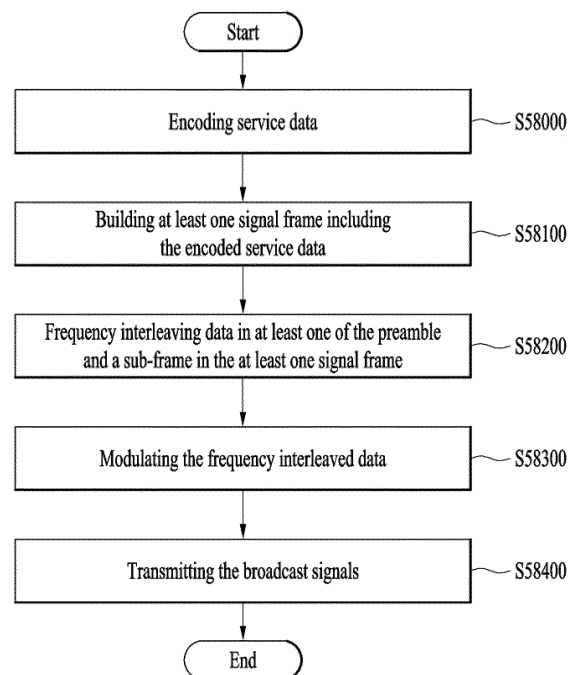 Start
Encoding service data
S58000
Building at least one signal frame including
the encoded service data
S58100
Frequency interleaving data in at least one of the preamble
and a sub-frame in the at least one signal frame
S58200
Modulating the frequency interleaved data
S58300
Transmitting the broadcast signals
S58400
End